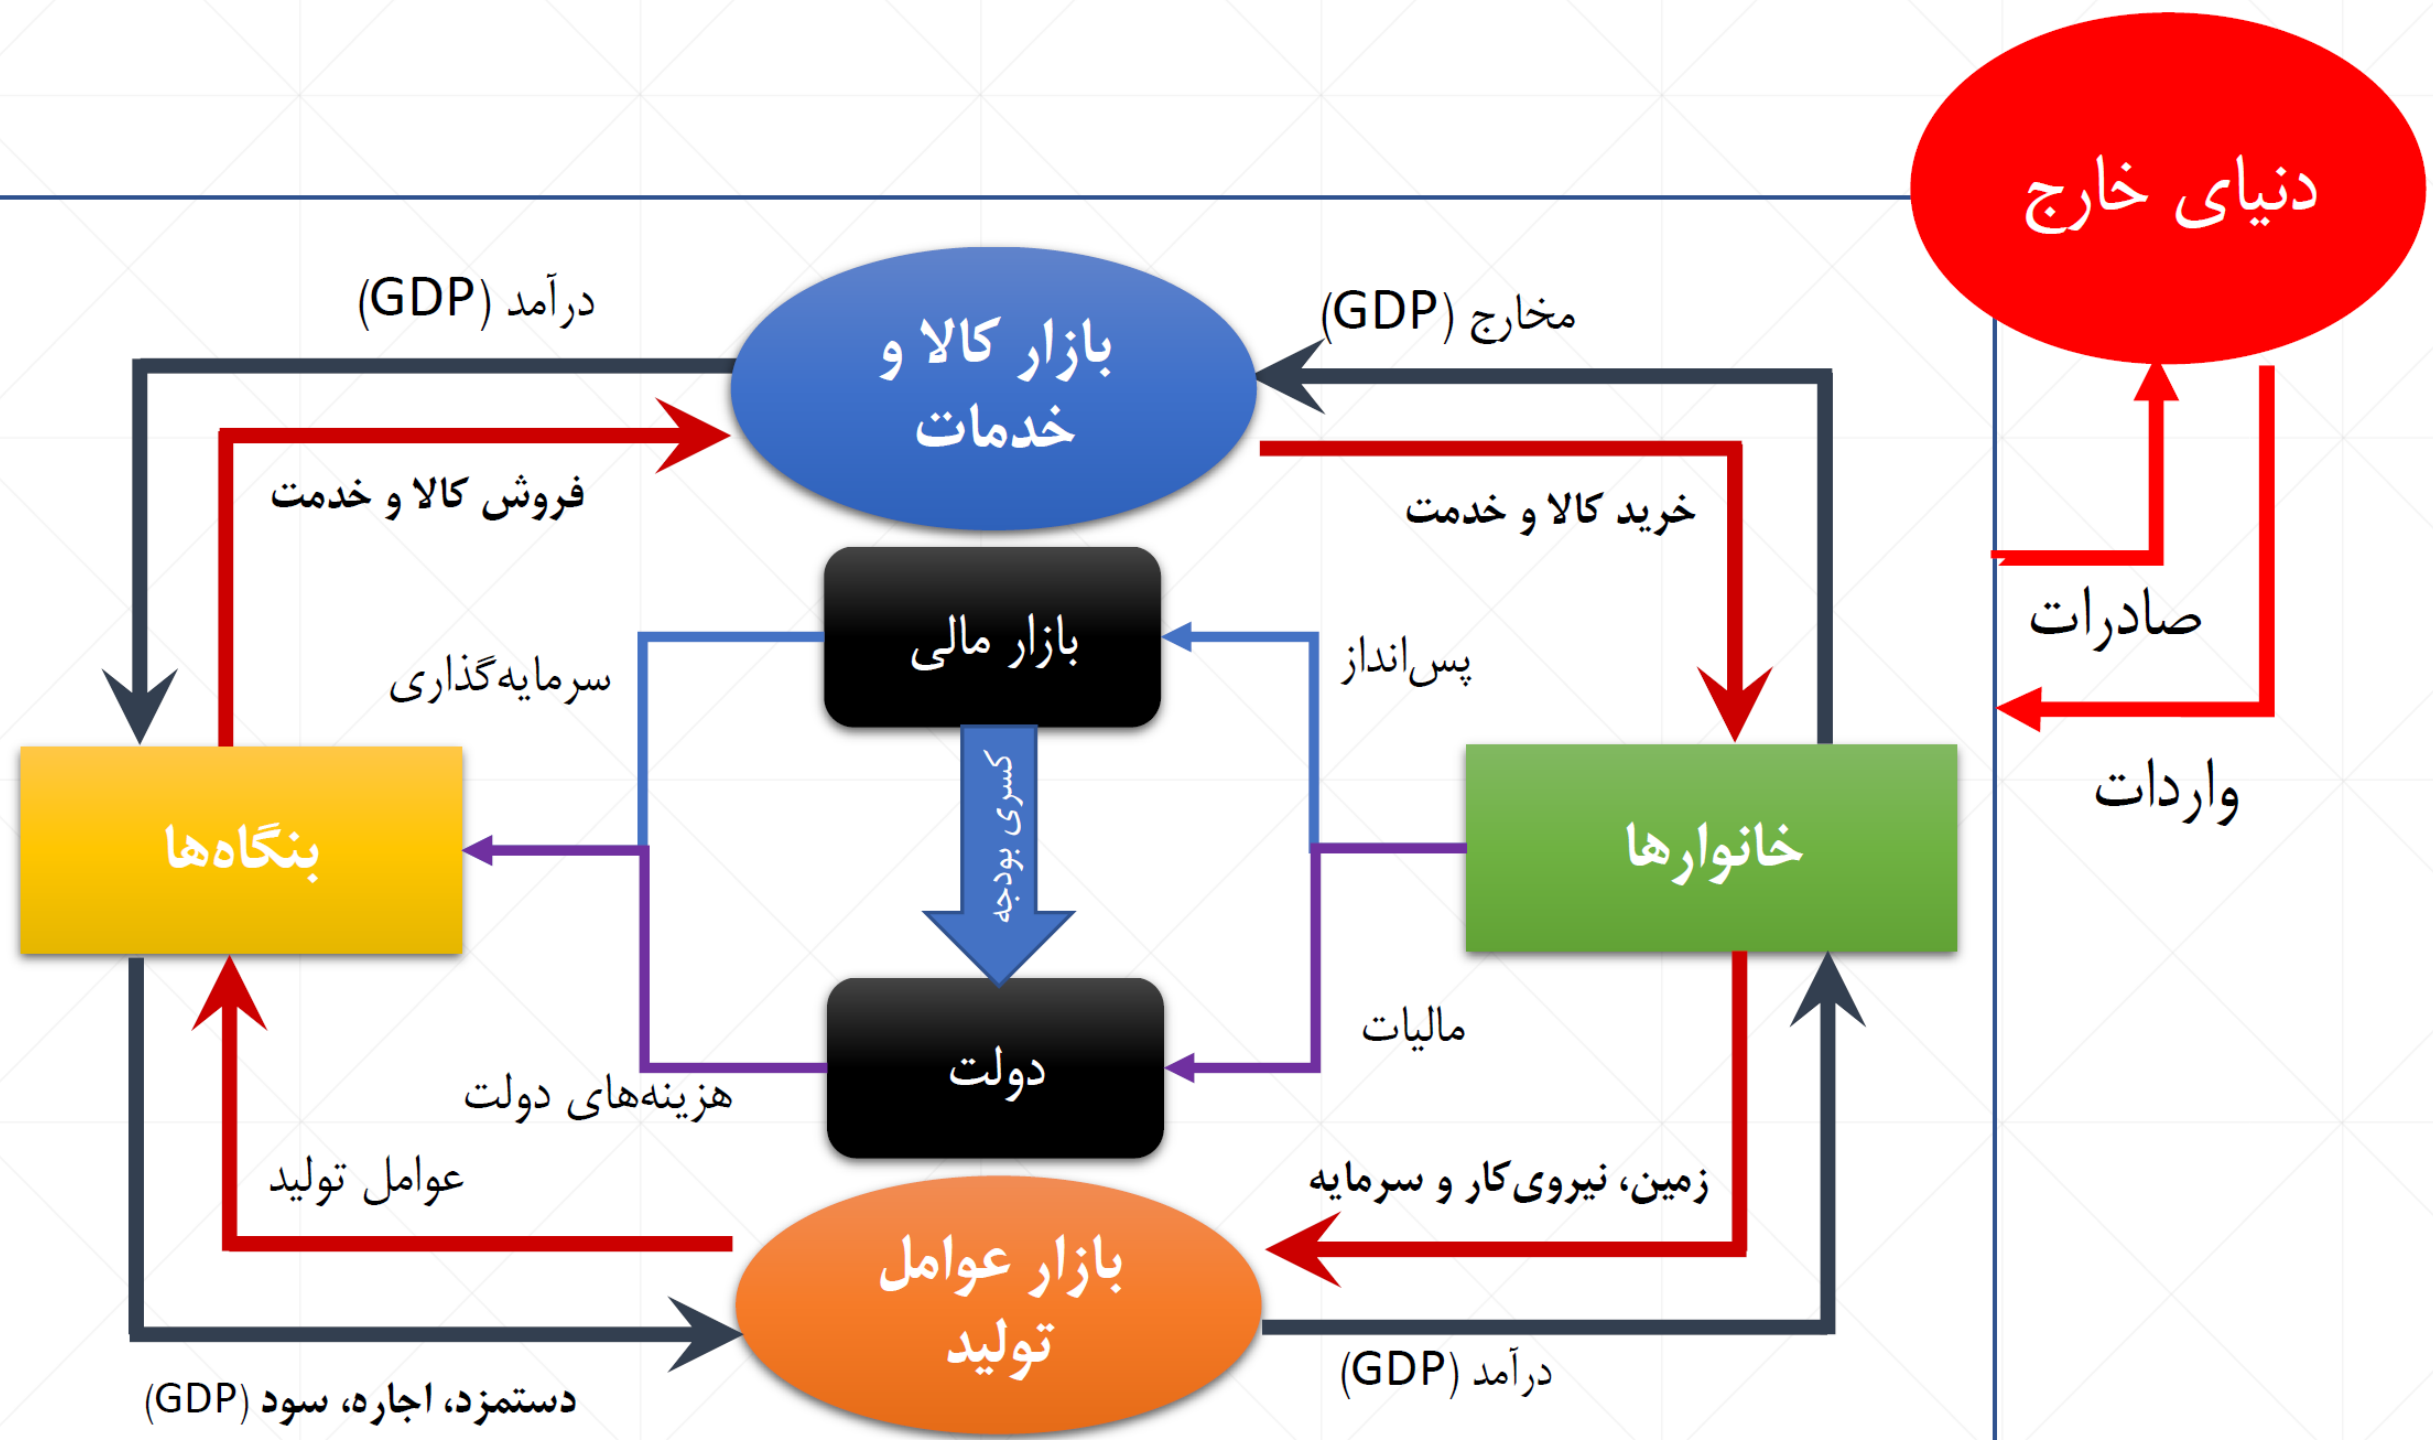 دنیای خارج
درآمد (GDP)
مخارج (GDP)
بازار کالا و
خدمات
فروش کالا و خدمت
خرید کالا و خدمت
صادرات
بازار مالی
پس‌انداز
سرمایه‌گذاری
کسری بودجه
واردات
خانوارها
بنگاه‌ها
مالیات
دولت
هزینه‌های دولت
زمین، نیروی‌کار و سرمایه
عوامل تولید
بازار عوامل
تولید
درآمد (GDP)
دستمزد، اجاره، سود (GDP)